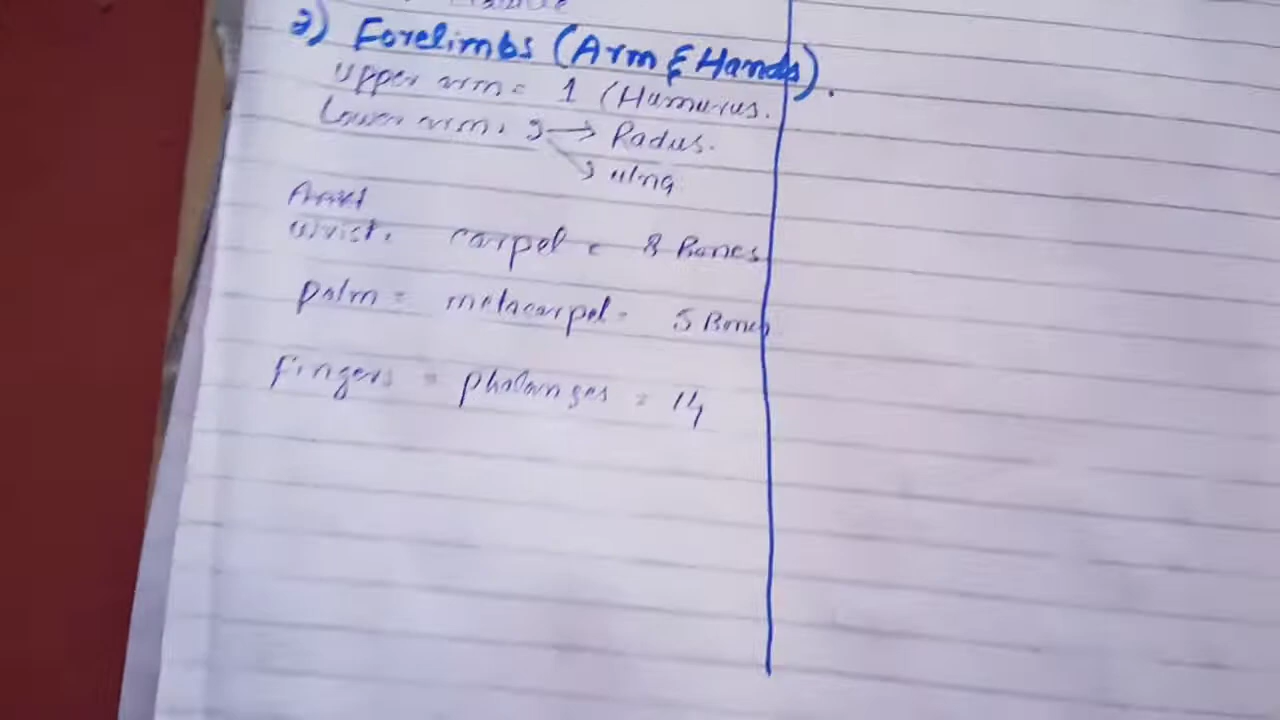 2) Forelimbs (Arm & Hands).
Upper arm = 1 (Humurus.
Lower arm = 2 → Radus.
→ ulna
wrist. carpel = 8 Bones
palm = metacarpel = 5 Bones
Fingers = phalanges = 14